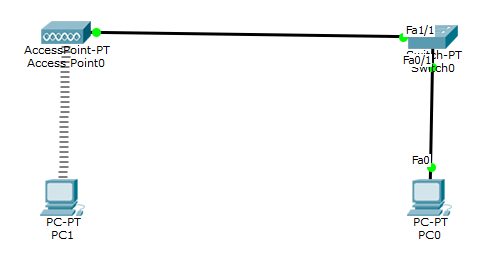 AccessPoint-PT
Access Point0
Fa1/1
Switch-PT
Switch0
Fa0/1
Fa0
PC-PT
PC1
PC-PT
PC0